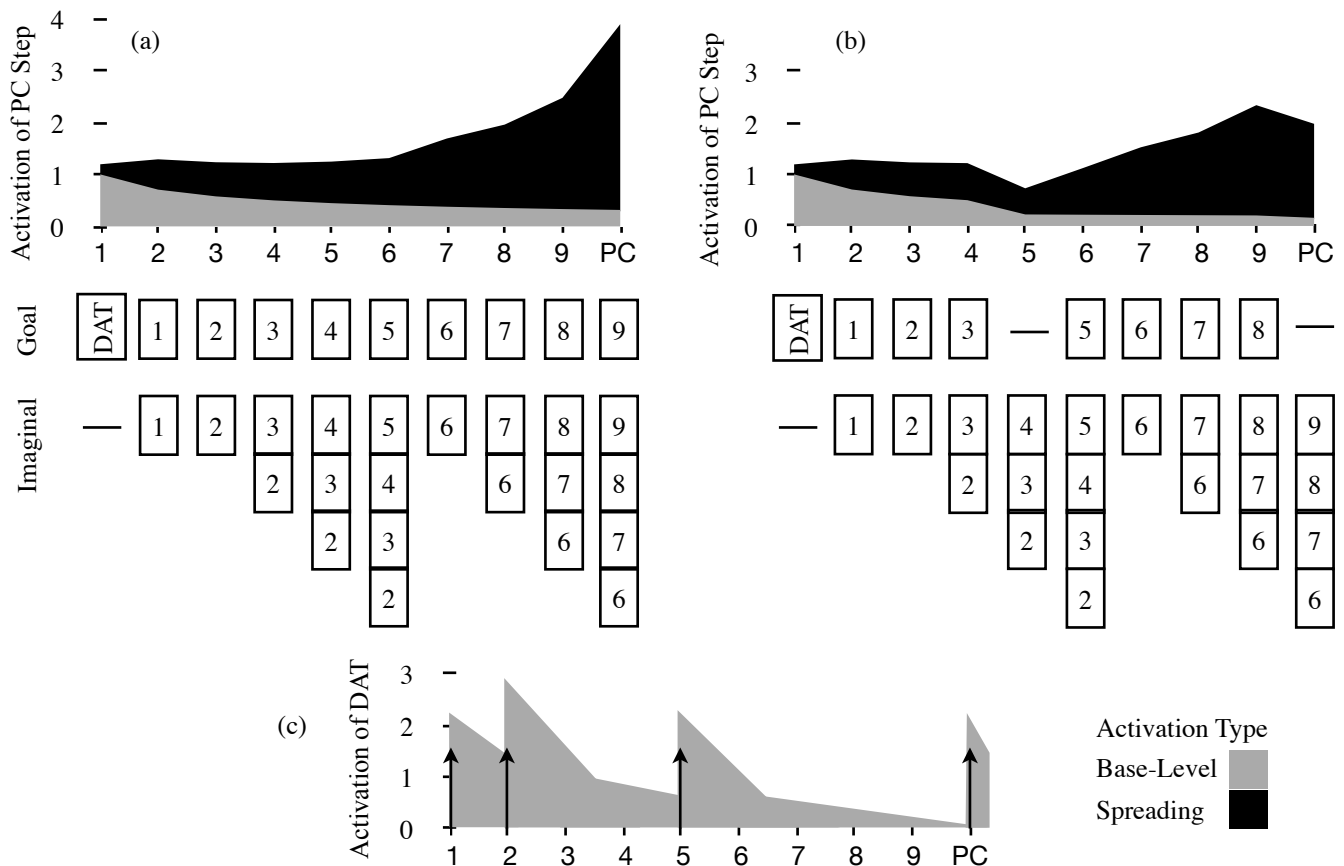 (a)
Activation of PC Step
4
3
2
1
0
1 2 3 4 5 6 7 8 9 PC
(b)
Activation of PC Step
3
2
1
0
1 2 3 4 5 6 7 8 9 PC
Goal
DAT 1 2 3 4 5 6 7 8 9
DAT 1 2 3 — 5 6 7 8 —
Imaginal
— 1 2 3 4 5 6 7 8 9
2 3 4 6 7 8
2 3 6 7
2 6
— 1 2 3 4 5 6 7 8 9
2 3 4 6 7 8
2 3 6 7
2 6
(c)
Activation of DAT
3
2
1
0
1 2 3 4 5 6 7 8 9 PC
Activation Type
Base-Level
Spreading